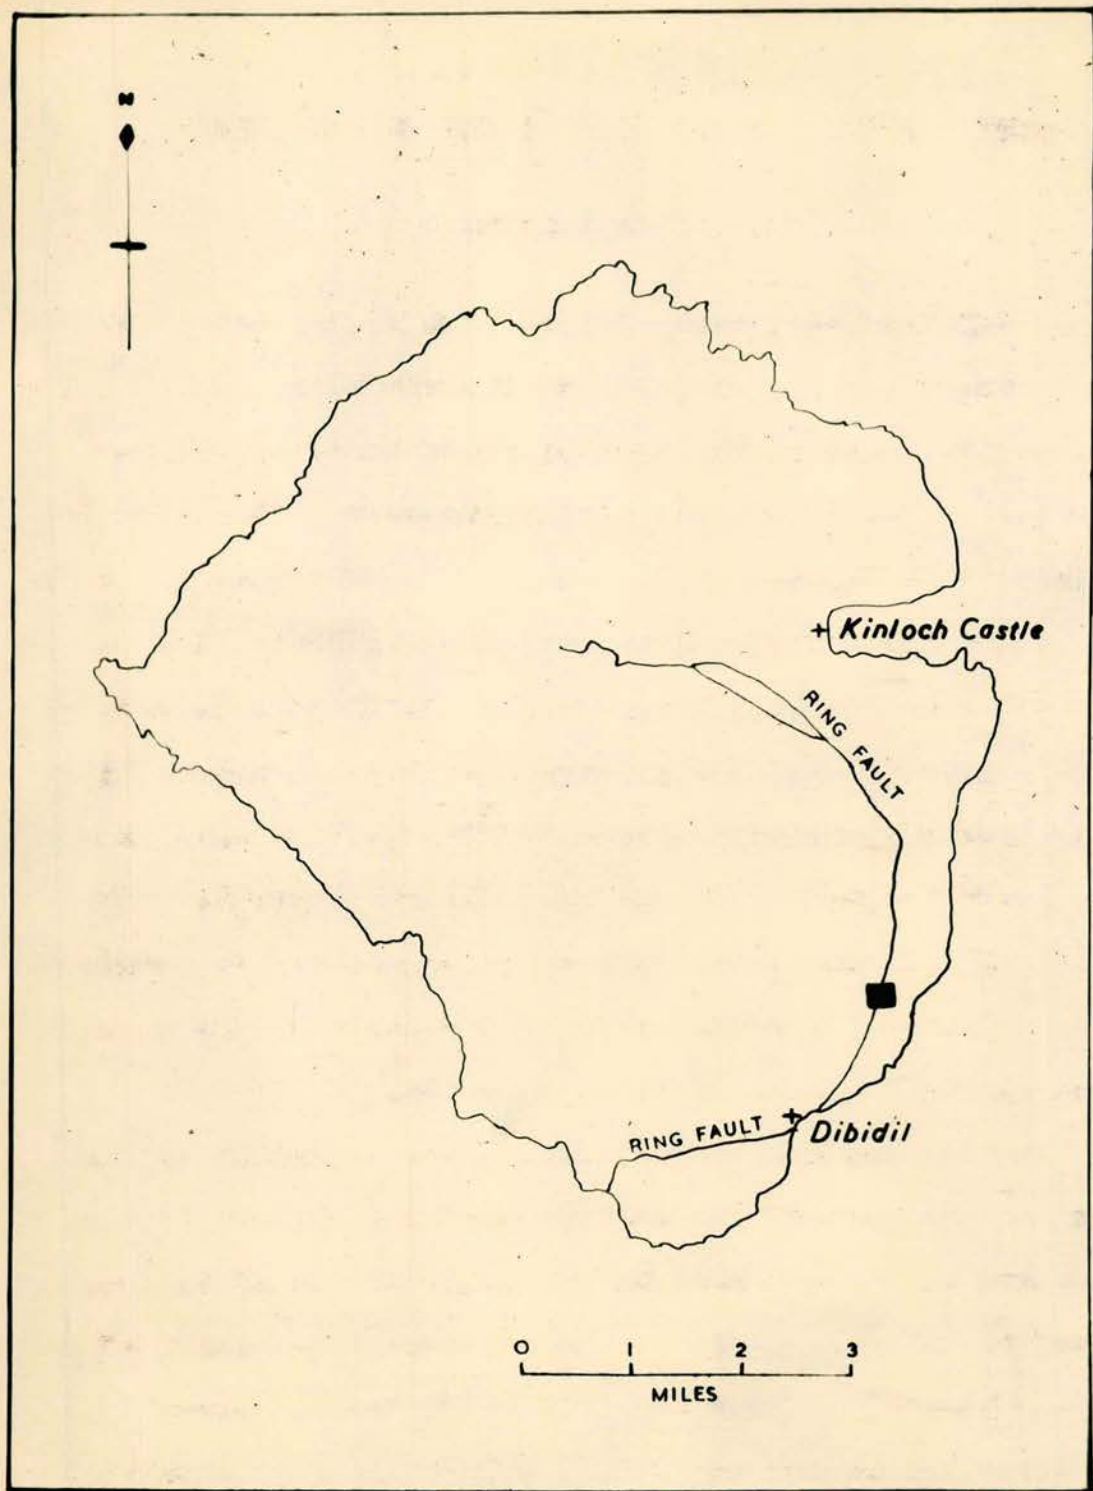 N
Kinloch Castle
RING FAULT
RING FAULT
Dibidil
0 1 2 3
MILES